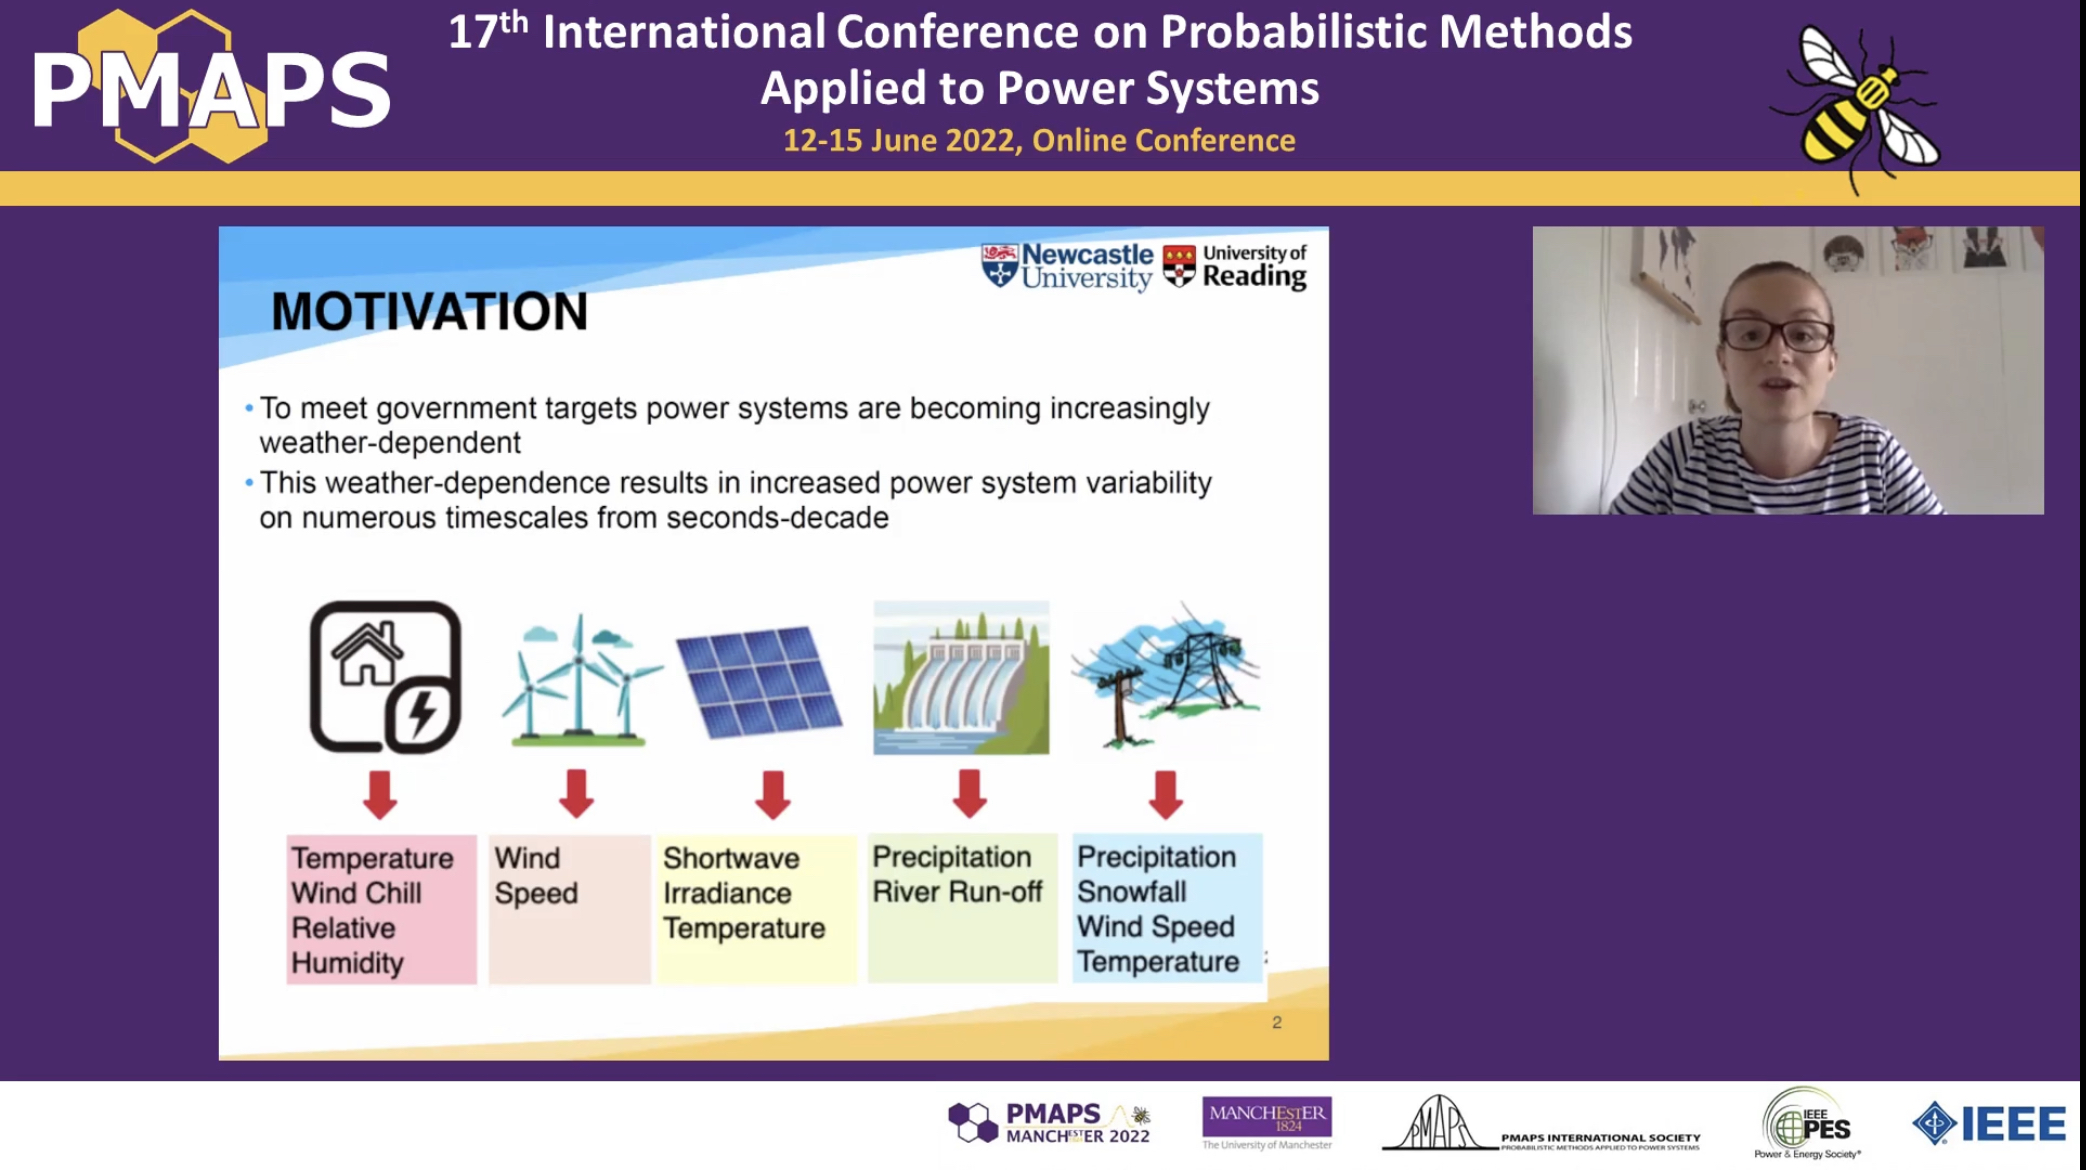 PMAPS
17th International Conference on Probabilistic Methods
Applied to Power Systems
12-15 June 2022, Online Conference
Newcastle
University
University of
Reading
MOTIVATION
• To meet government targets power systems are becoming increasingly
weather-dependent
• This weather-dependence results in increased power system variability
on numerous timescales from seconds-decade
Temperature
Wind Chill
Relative
Humidity
Wind
Speed
Shortwave
Irradiance
Temperature
Precipitation
River Run-off
Precipitation
Snowfall
Wind Speed
Temperature
2
PMAPS
MANCHESTER 2022
MANCHESTER
1824
The University of Manchester
PMAPS
PMAPS INTERNATIONAL SOCIETY
PROBABILISTIC METHODS APPLIED TO POWER SYSTEMS
IEEE
PES
Power & Energy Society®
IEEE